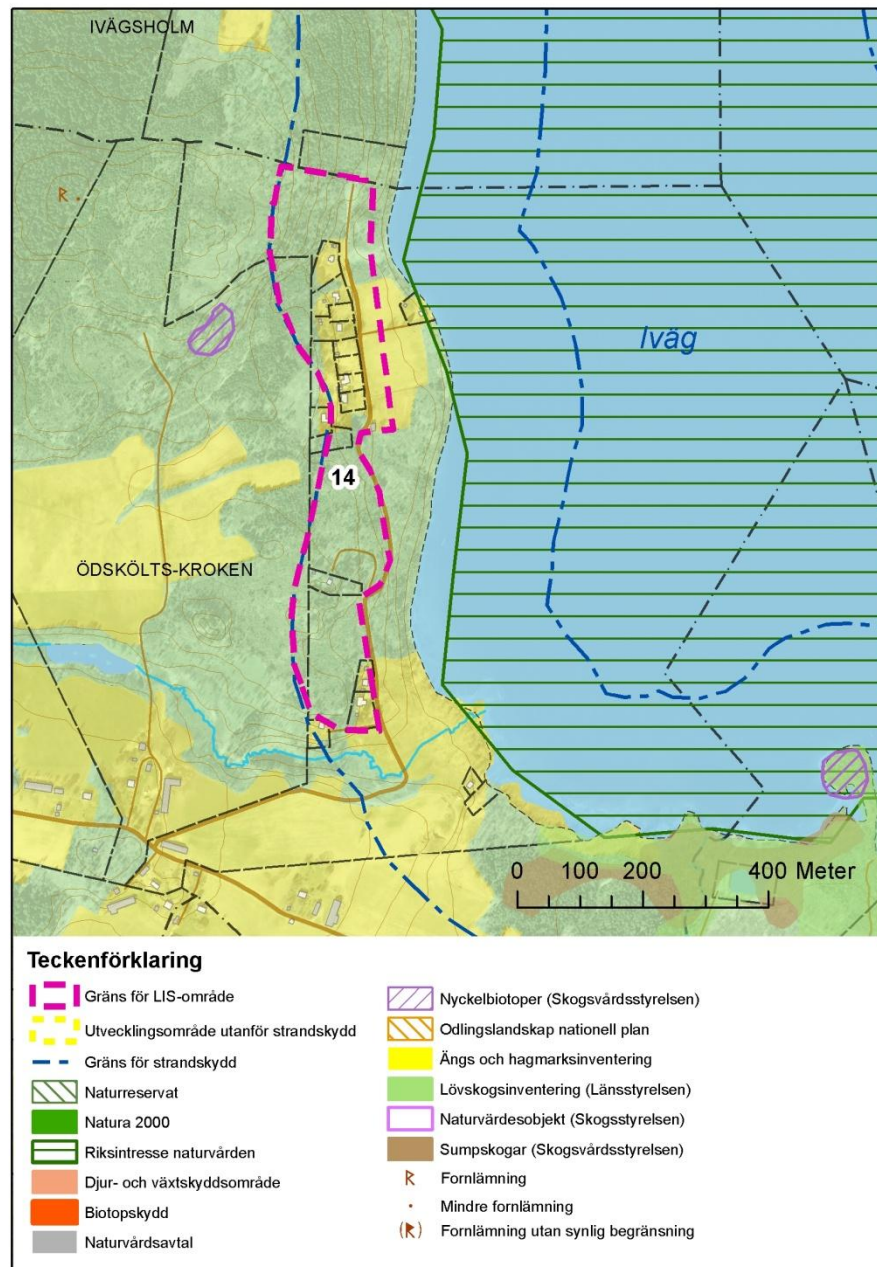 IVÄGSHOLM
R
Iväg
14
ÖDSKÖLTS-KROKEN
0 100 200 400 Meter
Teckenförklaring
Gräns för LIS-område
Utvecklingsområde utanför strandskydd
Gräns för strandskydd
Naturreservat
Natura 2000
Riksintresse naturvården
Djur- och växtskyddsområde
Biotopskydd
Naturvårdsavtal
Nyckelbiotoper (Skogsvårdsstyrelsen)
Odlingslandskap nationell plan
Ängs och hagmarksinventering
Lövskogsinventering (Länsstyrelsen)
Naturvärdesobjekt (Skogsstyrelsen)
Sumpskogar (Skogsvårdsstyrelsen)
R Fornlämning
Mindre fornlämning
(R) Fornlämning utan synlig begränsning